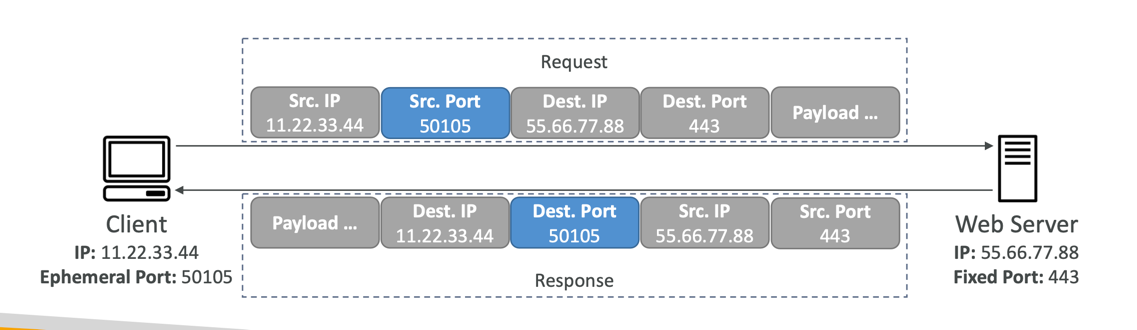 Request
Src. IP
11.22.33.44
Src. Port
50105
Dest. IP
55.66.77.88
Dest. Port
443
Payload ...
Client
IP: 11.22.33.44
Ephemeral Port: 50105
Web Server
IP: 55.66.77.88
Fixed Port: 443
Payload ...
Dest. IP
11.22.33.44
Dest. Port
50105
Src. IP
55.66.77.88
Src. Port
443
Response